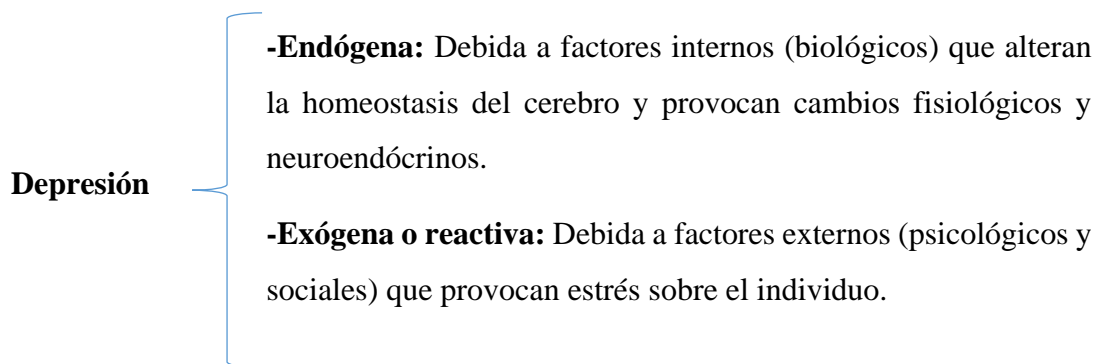 -Endógena: Debida a factores internos (biológicos) que alteran
la homeostasis del cerebro y provocan cambios fisiológicos y
neuroendócrinos.
Depresión
-Exógena o reactiva: Debida a factores externos (psicológicos y
sociales) que provocan estrés sobre el individuo.